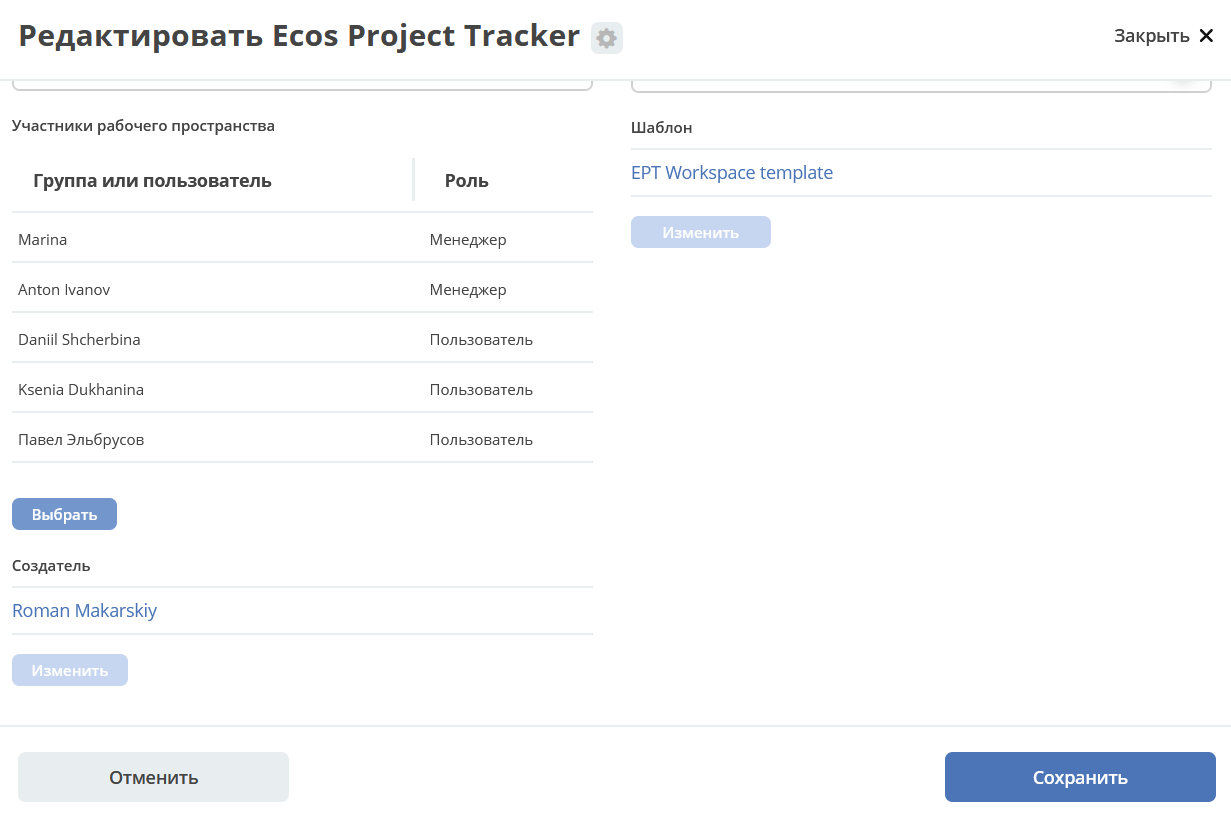 Редактировать Ecos Project Tracker
Закрыть
Участники рабочего пространства
Группа или пользователь Роль
Marina Менеджер
Anton Ivanov Менеджер
Daniil Shcherbina Пользователь
Ksenia Dukhanina Пользователь
Павел Эльбрусов Пользователь
Выбрать
Создатель
Roman Makarskiy
Изменить
Шаблон
EPT Workspace template
Изменить
Отменить
Сохранить